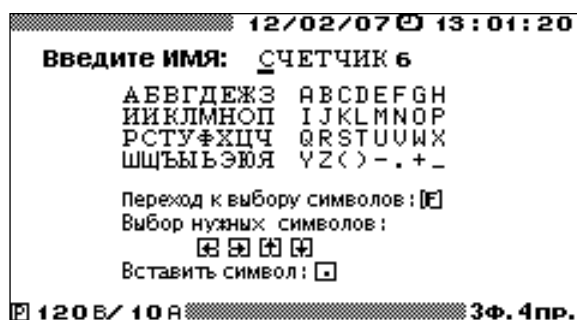 12/02/07 13:01:20
Введите ИМЯ: СЧЕТЧИК 6
АБВГДЕЖЗ ABCDEFGH
ИЙКЛМНОП IJKLMNOP
РСТУФХЦЧ QRSTUVWX
ШЩЪЫЬЭЮЯ YZ()-.+_
Переход к выбору символов: [F]
Выбор нужных символов:
← → ↑ ↓
Вставить символ: [.]
P 120В/ 10А 3Ф.4пр.